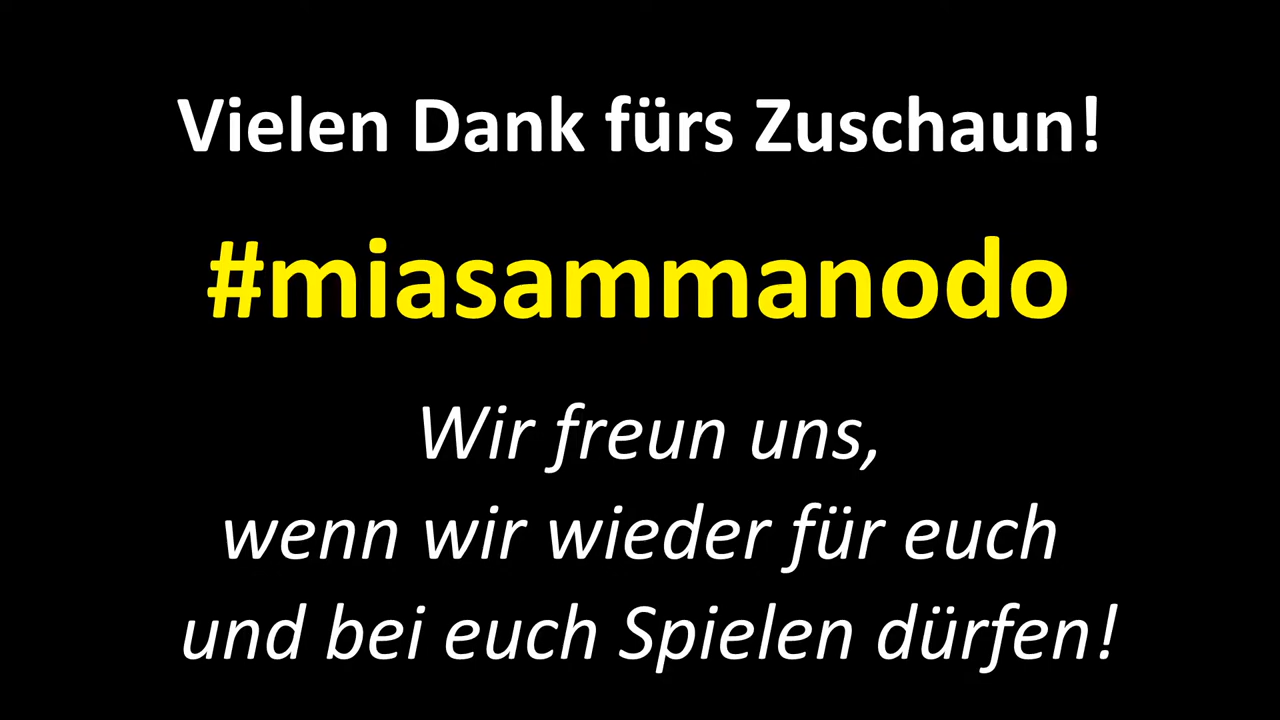 Vielen Dank fürs Zuschaun!
#miasammanodo
Wir freun uns,
wenn wir wieder für euch
und bei euch Spielen dürfen!